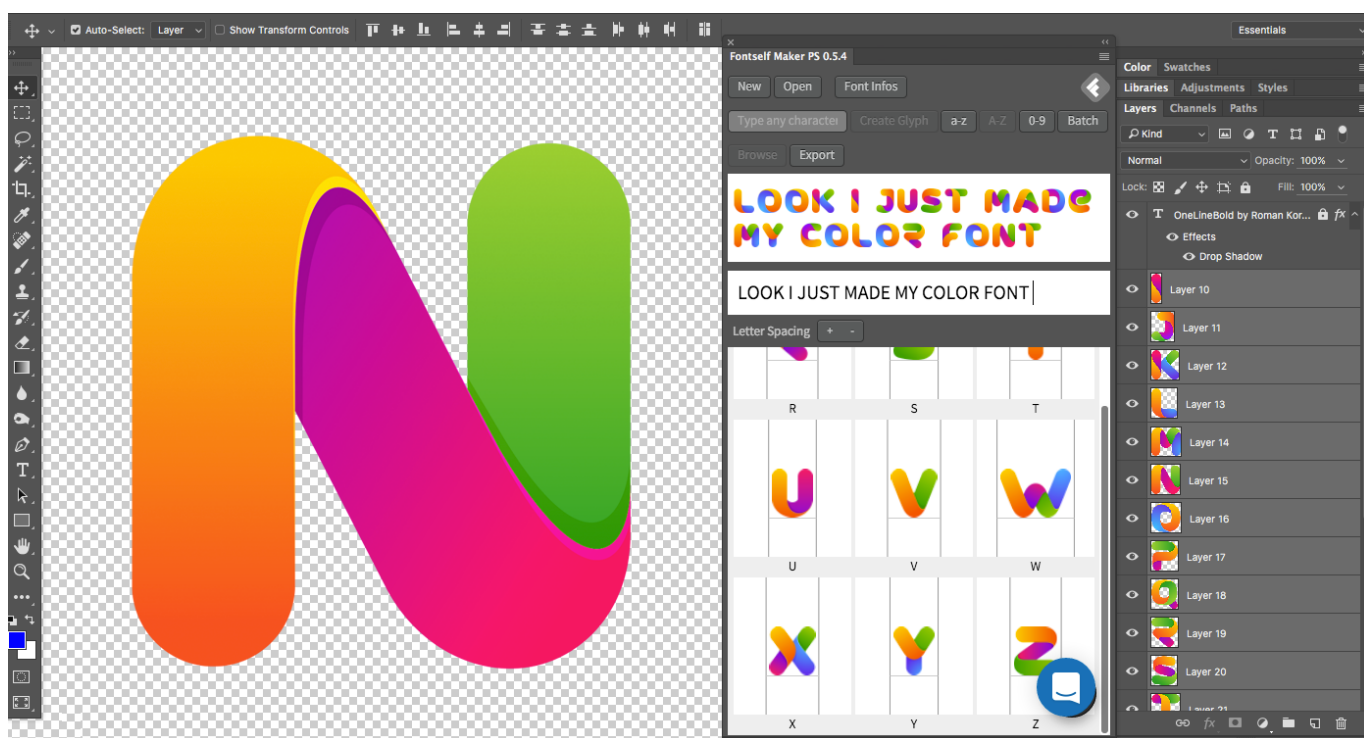 Auto-Select: Layer Show Transform Controls
Essentials
Fontself Maker PS 0.5.4
New Open Font Infos
Type any character Create Glyph a-z A-Z 0-9 Batch
Browse Export
LOOK I JUST MADE
MY COLOR FONT
LOOK I JUST MADE MY COLOR FONT
Letter Spacing + -
R S T
U V W
X Y Z
Color Swatches
Libraries Adjustments Styles
Layers Channels Paths
Kind
Normal Opacity: 100%
Lock: Fill: 100%
T OneLineBold by Roman Kor... fx
Effects
Drop Shadow
Layer 10
Layer 11
Layer 12
Layer 13
Layer 14
Layer 15
Layer 16
Layer 17
Layer 18
Layer 19
Layer 20
Layer 21
fx